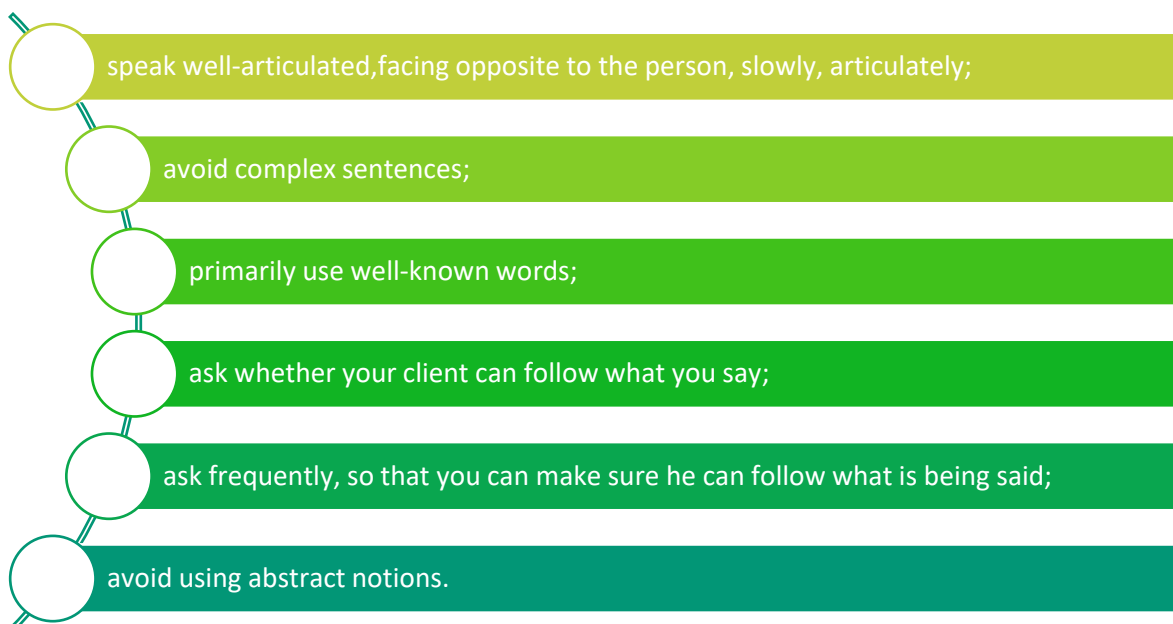 speak well-articulated,facing opposite to the person, slowly, articulately;
avoid complex sentences;
primarily use well-known words;
ask whether your client can follow what you say;
ask frequently, so that you can make sure he can follow what is being said;
avoid using abstract notions.